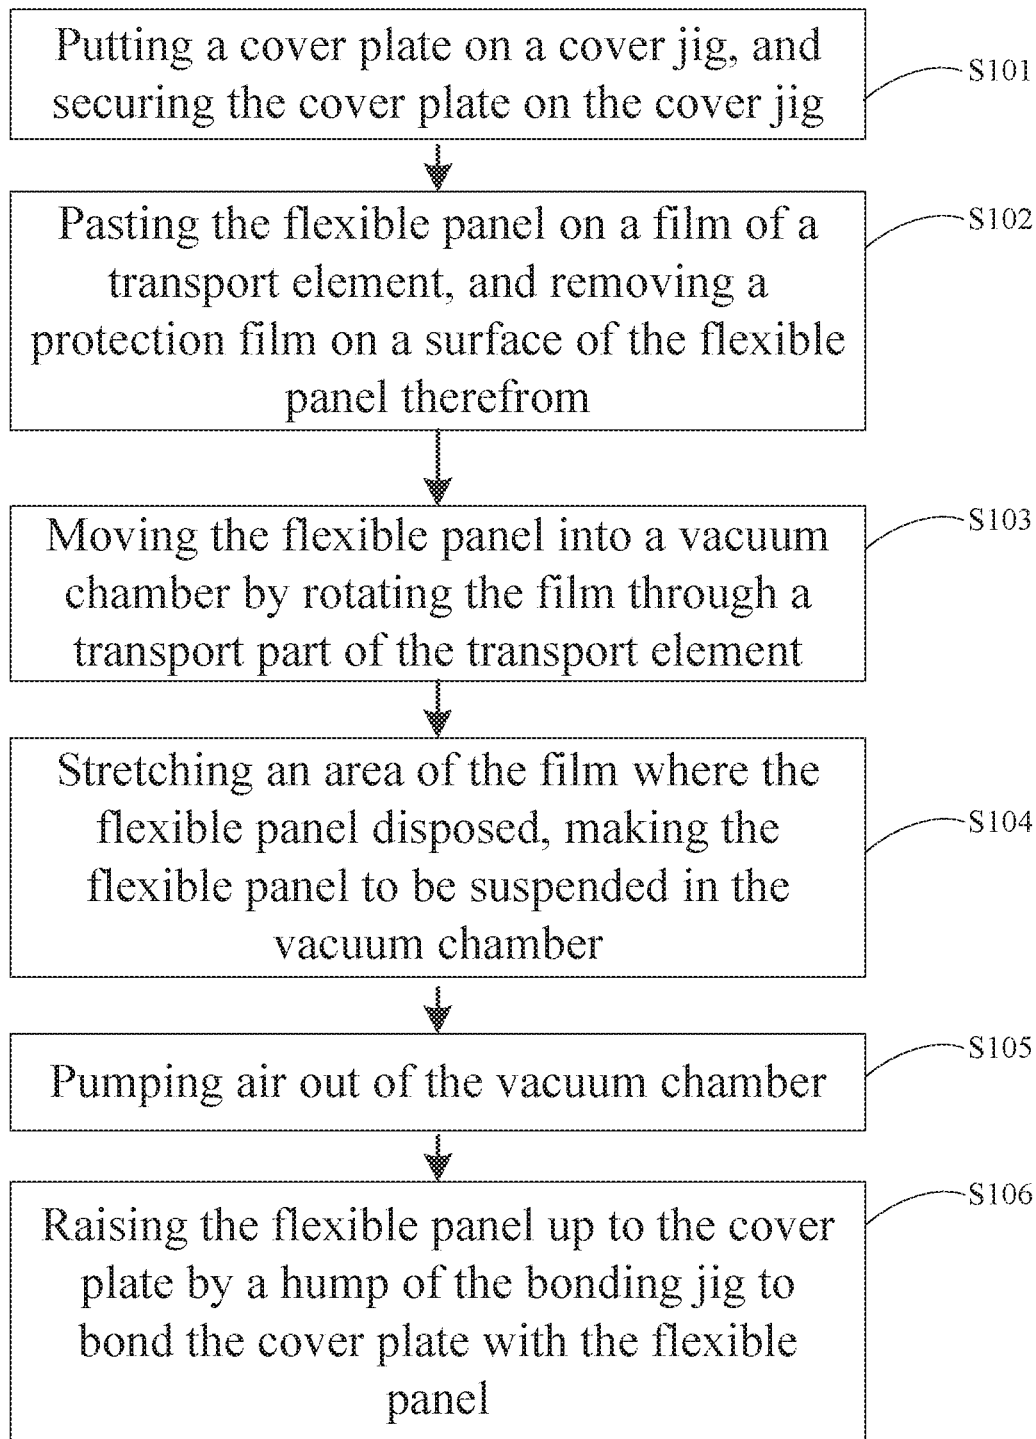 Putting a cover plate on a cover jig, and
securing the cover plate on the cover jig
S101
Pasting the flexible panel on a film of a
transport element, and removing a
protection film on a surface of the flexible
panel therefrom
S102
Moving the flexible panel into a vacuum
chamber by rotating the film through a
transport part of the transport element
S103
Stretching an area of the film where the
flexible panel disposed, making the
flexible panel to be suspended in the
vacuum chamber
S104
Pumping air out of the vacuum chamber
S105
Raising the flexible panel up to the cover
plate by a hump of the bonding jig to
bond the cover plate with the flexible
panel
S106